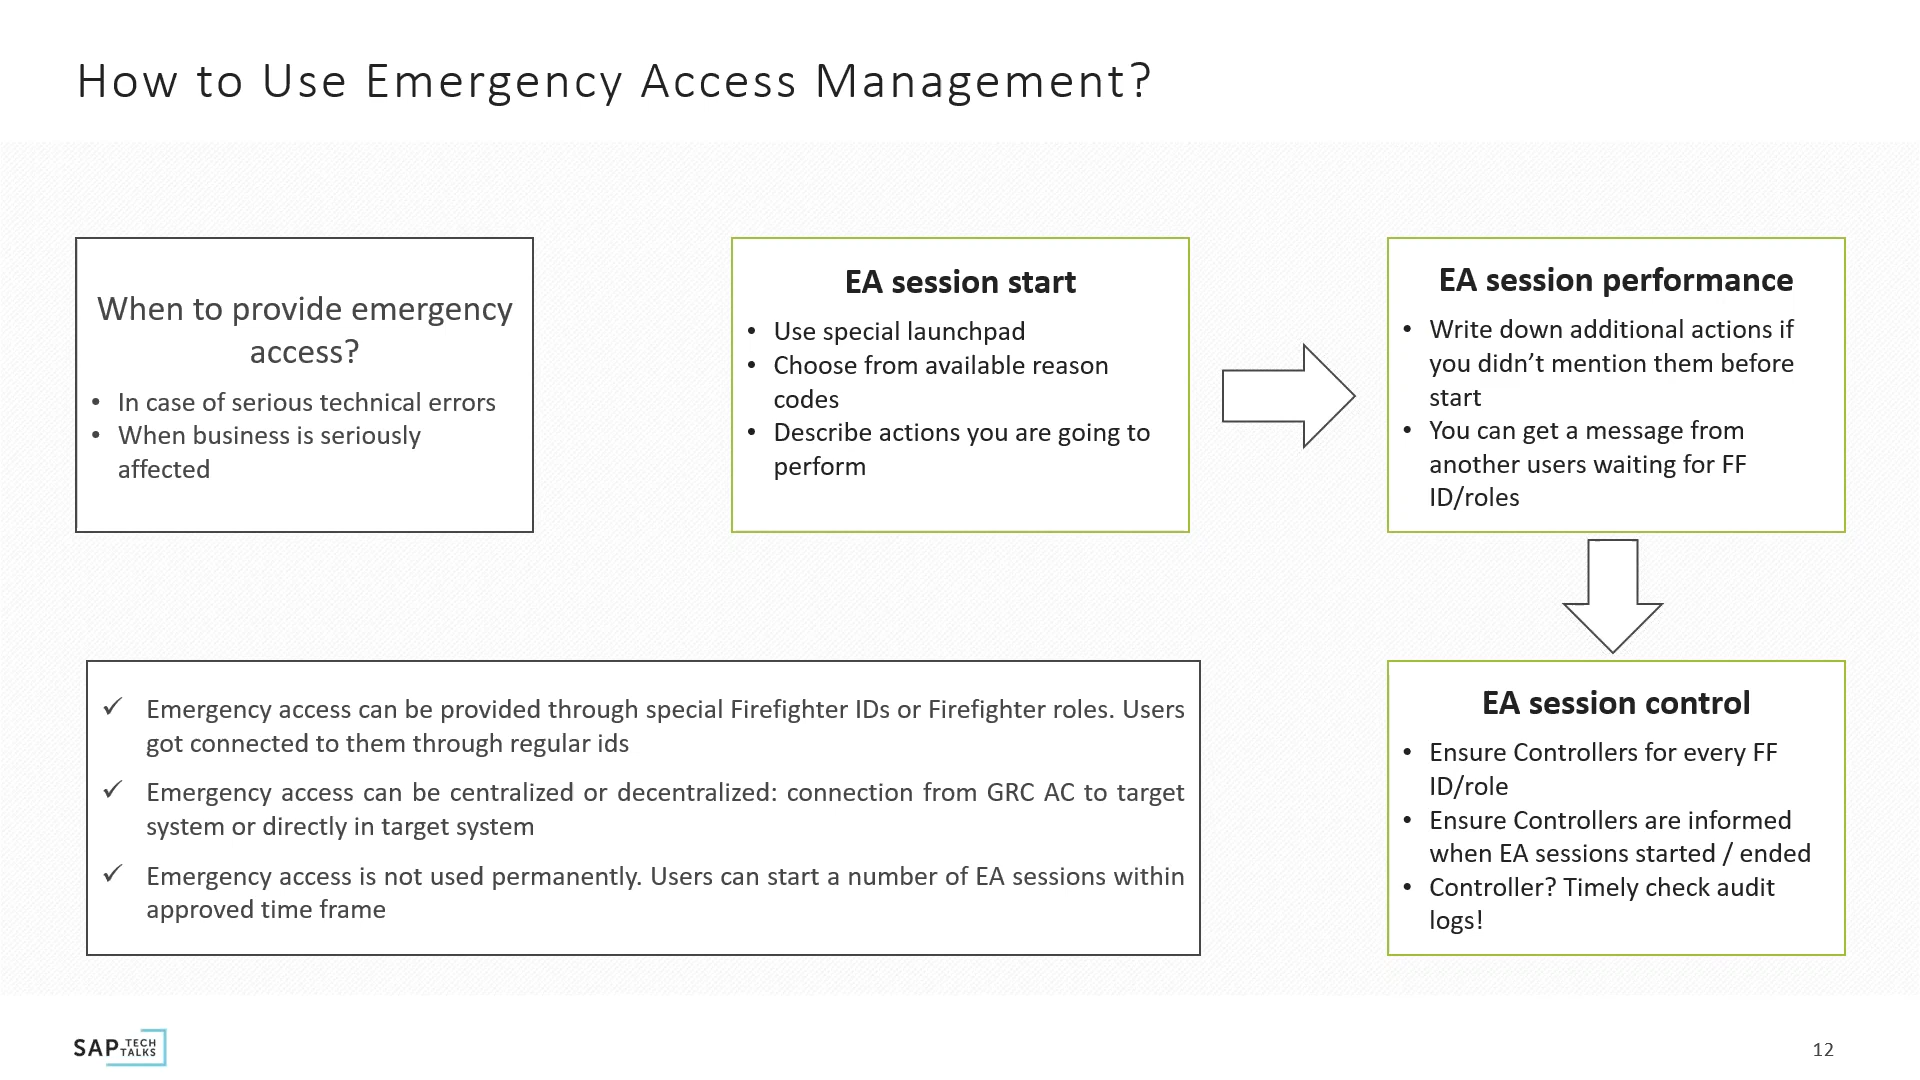 How to Use Emergency Access Management?
When to provide emergency
access?
• In case of serious technical errors
• When business is seriously
affected
EA session start
• Use special launchpad
• Choose from available reason
codes
• Describe actions you are going to
perform
EA session performance
• Write down additional actions if
you didn’t mention them before
start
• You can get a message from
another users waiting for FF
ID/roles
✓ Emergency access can be provided through special Firefighter IDs or Firefighter roles. Users
got connected to them through regular ids
✓ Emergency access can be centralized or decentralized: connection from GRC AC to target
system or directly in target system
✓ Emergency access is not used permanently. Users can start a number of EA sessions within
approved time frame
EA session control
• Ensure Controllers for every FF
ID/role
• Ensure Controllers are informed
when EA sessions started / ended
• Controller? Timely check audit
logs!
SAP TECH
TALKS
12